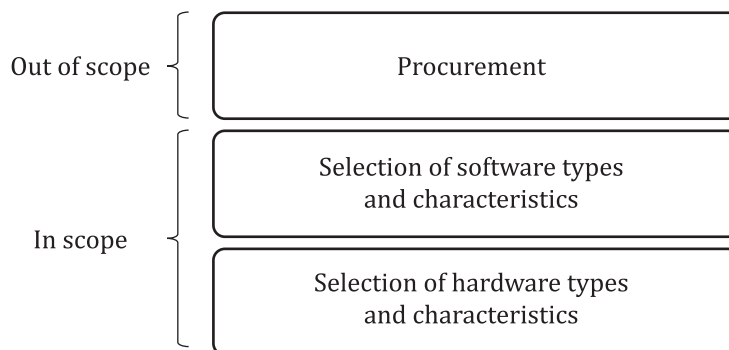 Out of scope
Procurement
Selection of software types
and characteristics
In scope
Selection of hardware types
and characteristics